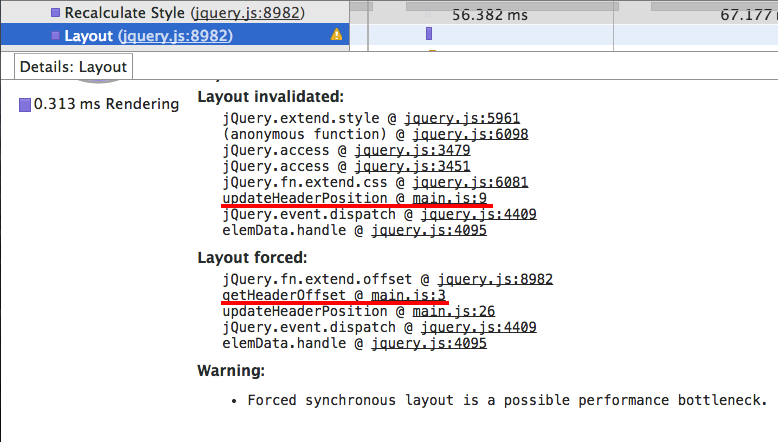 Recalculate Style (jquery.js:8982)
56.382 ms
67.177 m
Layout (jquery.js:8982)
Details: Layout
0.313 ms Rendering
Layout invalidated:
jQuery.extend.style @ jquery.js:5961
(anonymous function) @ jquery.js:6098
jQuery.access @ jquery.js:3479
jQuery.access @ jquery.js:3451
jQuery.fn.extend.css @ jquery.js:6081
updateHeaderPosition @ main.js:9
jQuery.event.dispatch @ jquery.js:4409
elemData.handle @ jquery.js:4095
Layout forced:
jQuery.fn.extend.offset @ jquery.js:8982
getHeaderOffset @ main.js:3
updateHeaderPosition @ main.js:26
jQuery.event.dispatch @ jquery.js:4409
elemData.handle @ jquery.js:4095
Warning:
• Forced synchronous layout is a possible performance bottleneck.